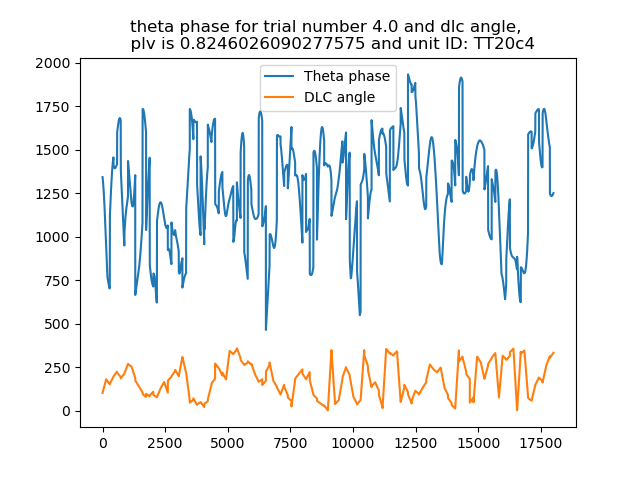 theta phase for trial number 4.0 and dlc angle,
plv is 0.8246026090277575 and unit ID: TT20c4
Theta phase
DLC angle
2000
1750
1500
1250
1000
750
500
250
0
0 2500 5000 7500 10000 12500 15000 17500